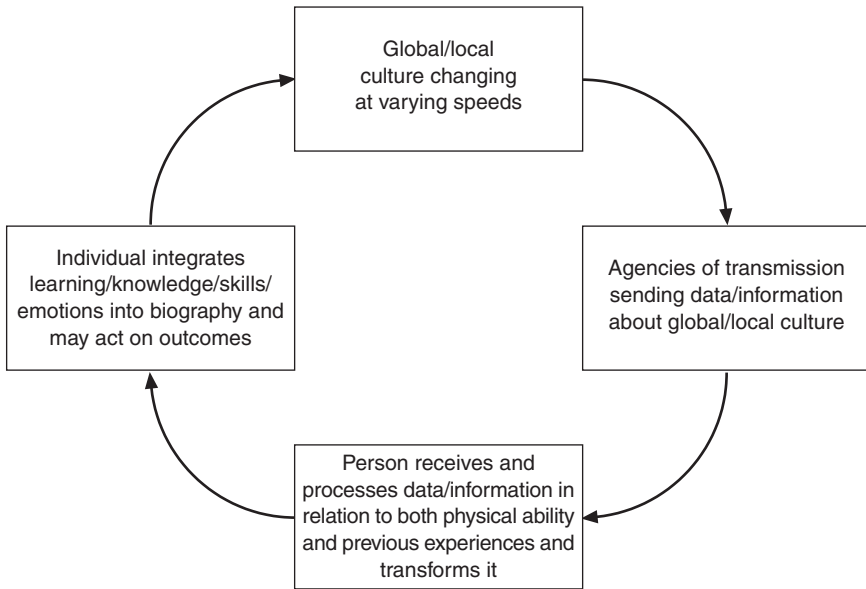 Global/local
culture changing
at varying speeds
Agencies of transmission
sending data/information
about global/local culture
Person receives and
processes data/information in
relation to both physical ability
and previous experiences and
transforms it
Individual integrates
learning/knowledge/skills/
emotions into biography and
may act on outcomes